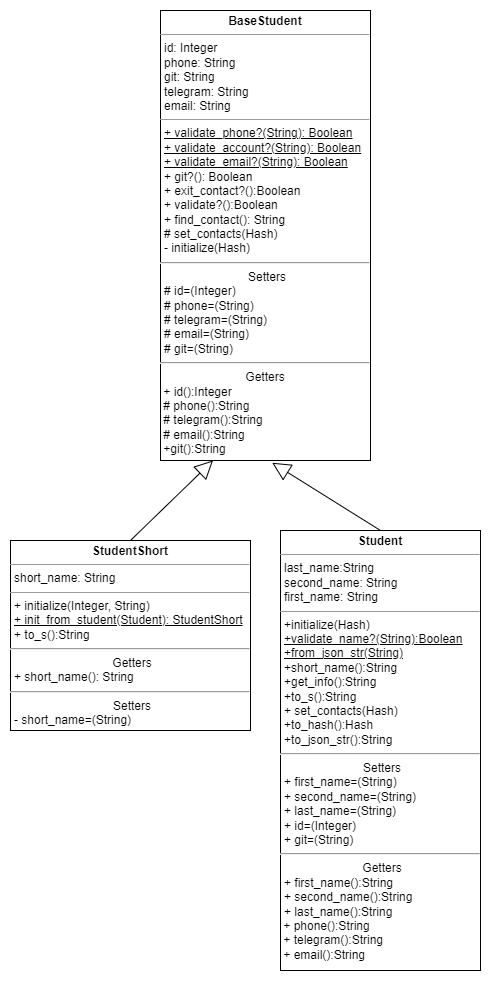 BaseStudent
id: Integer
phone: String
git: String
telegram: String
email: String
+ validate_phone?(String): Boolean
+ validate_account?(String): Boolean
+ validate_email?(String): Boolean
+ git?(): Boolean
+ exit_contact?():Boolean
+ validate?():Boolean
+ find_contact(): String
# set_contacts(Hash)
- initialize(Hash)
Setters
# id=(Integer)
# phone=(String)
# telegram=(String)
# email=(String)
# git=(String)
Getters
+ id():Integer
# phone():String
# telegram():String
# email():String
+git():String
StudentShort
short_name: String
+ initialize(Integer, String)
+ init_from_student(Student): StudentShort
+ to_s():String
Getters
+ short_name(): String
Setters
- short_name=(String)
Student
last_name:String
second_name: String
first_name: String
+initialize(Hash)
+validate_name?(String):Boolean
+from_json_str(String)
+short_name():String
+get_info():String
+to_s():String
+ set_contacts(Hash)
+to_hash():Hash
+to_json_str():String
Setters
+ first_name=(String)
+ second_name=(String)
+ last_name=(String)
+ id=(Integer)
+ git=(String)
Getters
+ first_name():String
+ second_name():String
+ last_name():String
+ phone():String
+ telegram():String
+ email():String